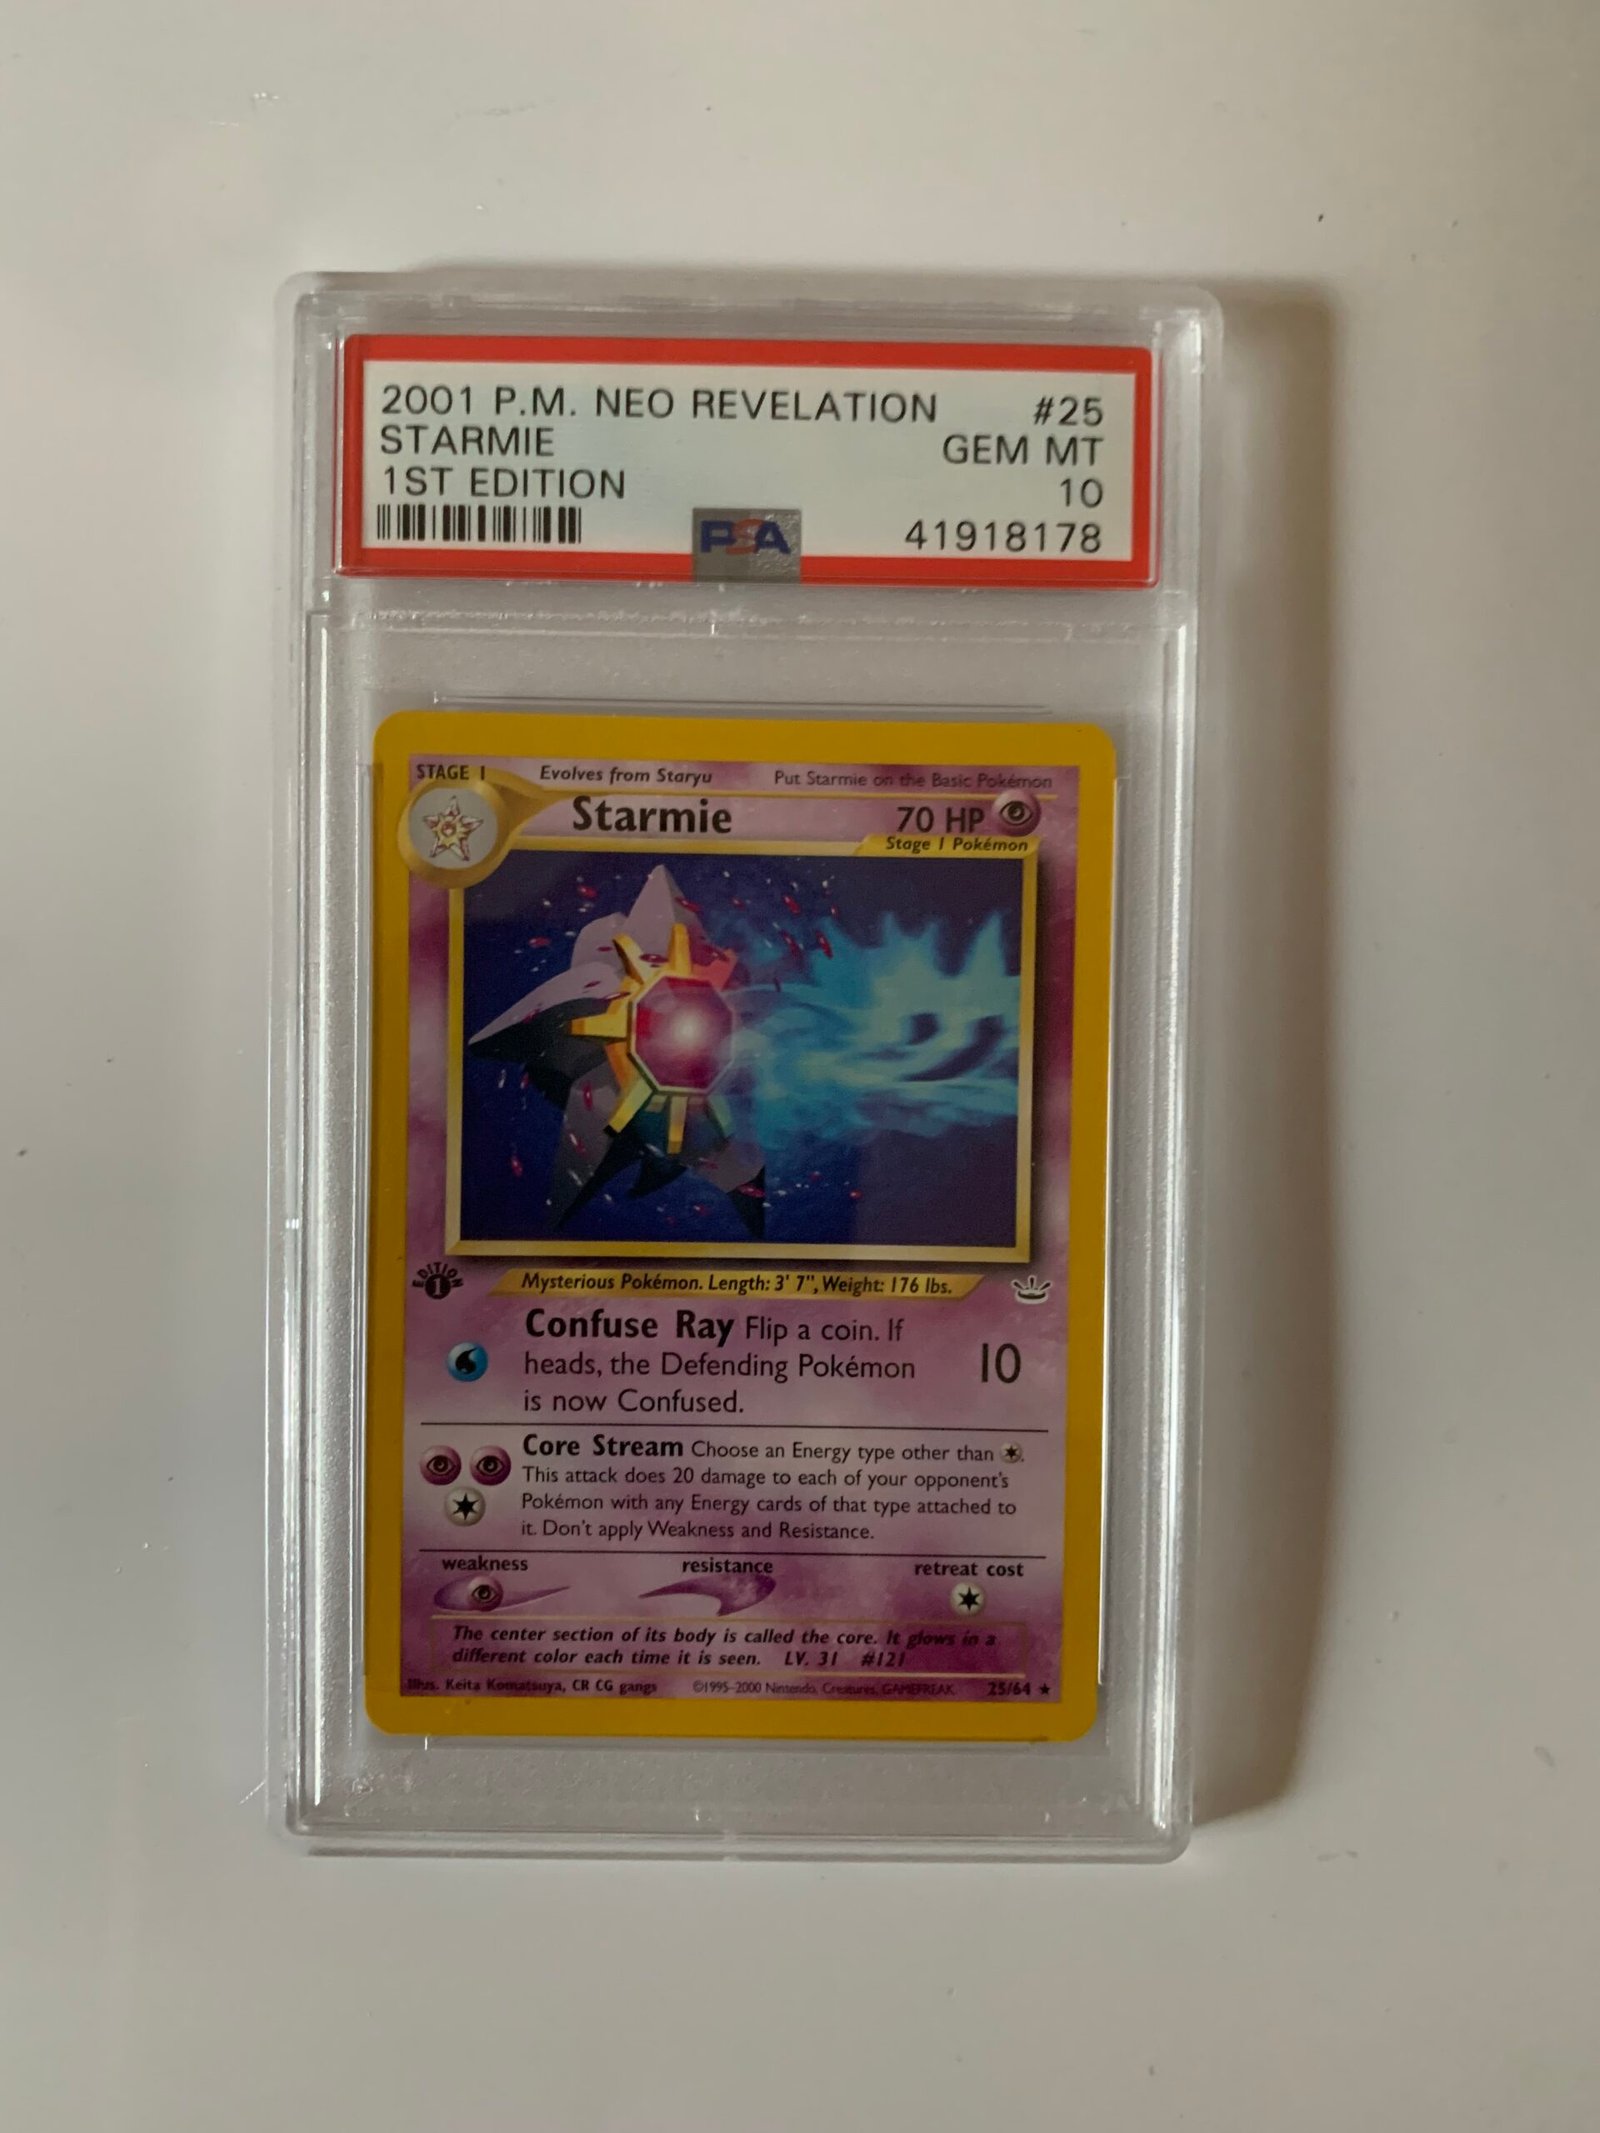 2001 P.M. NEO REVELATION #25
STARMIE GEM MT
1ST EDITION 10
PSA 41918178
STAGE 1 Evolves from Staryu Put Starmie on the Basic Pokémon
Starmie 70 HP
Stage 1 Pokémon
EDITION 1
Mysterious Pokémon. Length: 3' 7", Weight: 176 lbs.
Confuse Ray Flip a coin. If
heads, the Defending Pokémon 10
is now Confused.
Core Stream Choose an Energy type other than .
This attack does 20 damage to each of your opponent's
Pokémon with any Energy cards of that type attached to
it. Don't apply Weakness and Resistance.
weakness resistance retreat cost
The center section of its body is called the core. It glows in a
different color each time it is seen. LV. 31 #121
Illus. Keita Komatsuya, CR CG gangs ©1995-2000 Nintendo, Creatures, GAMEFREAK. 25/64 ★